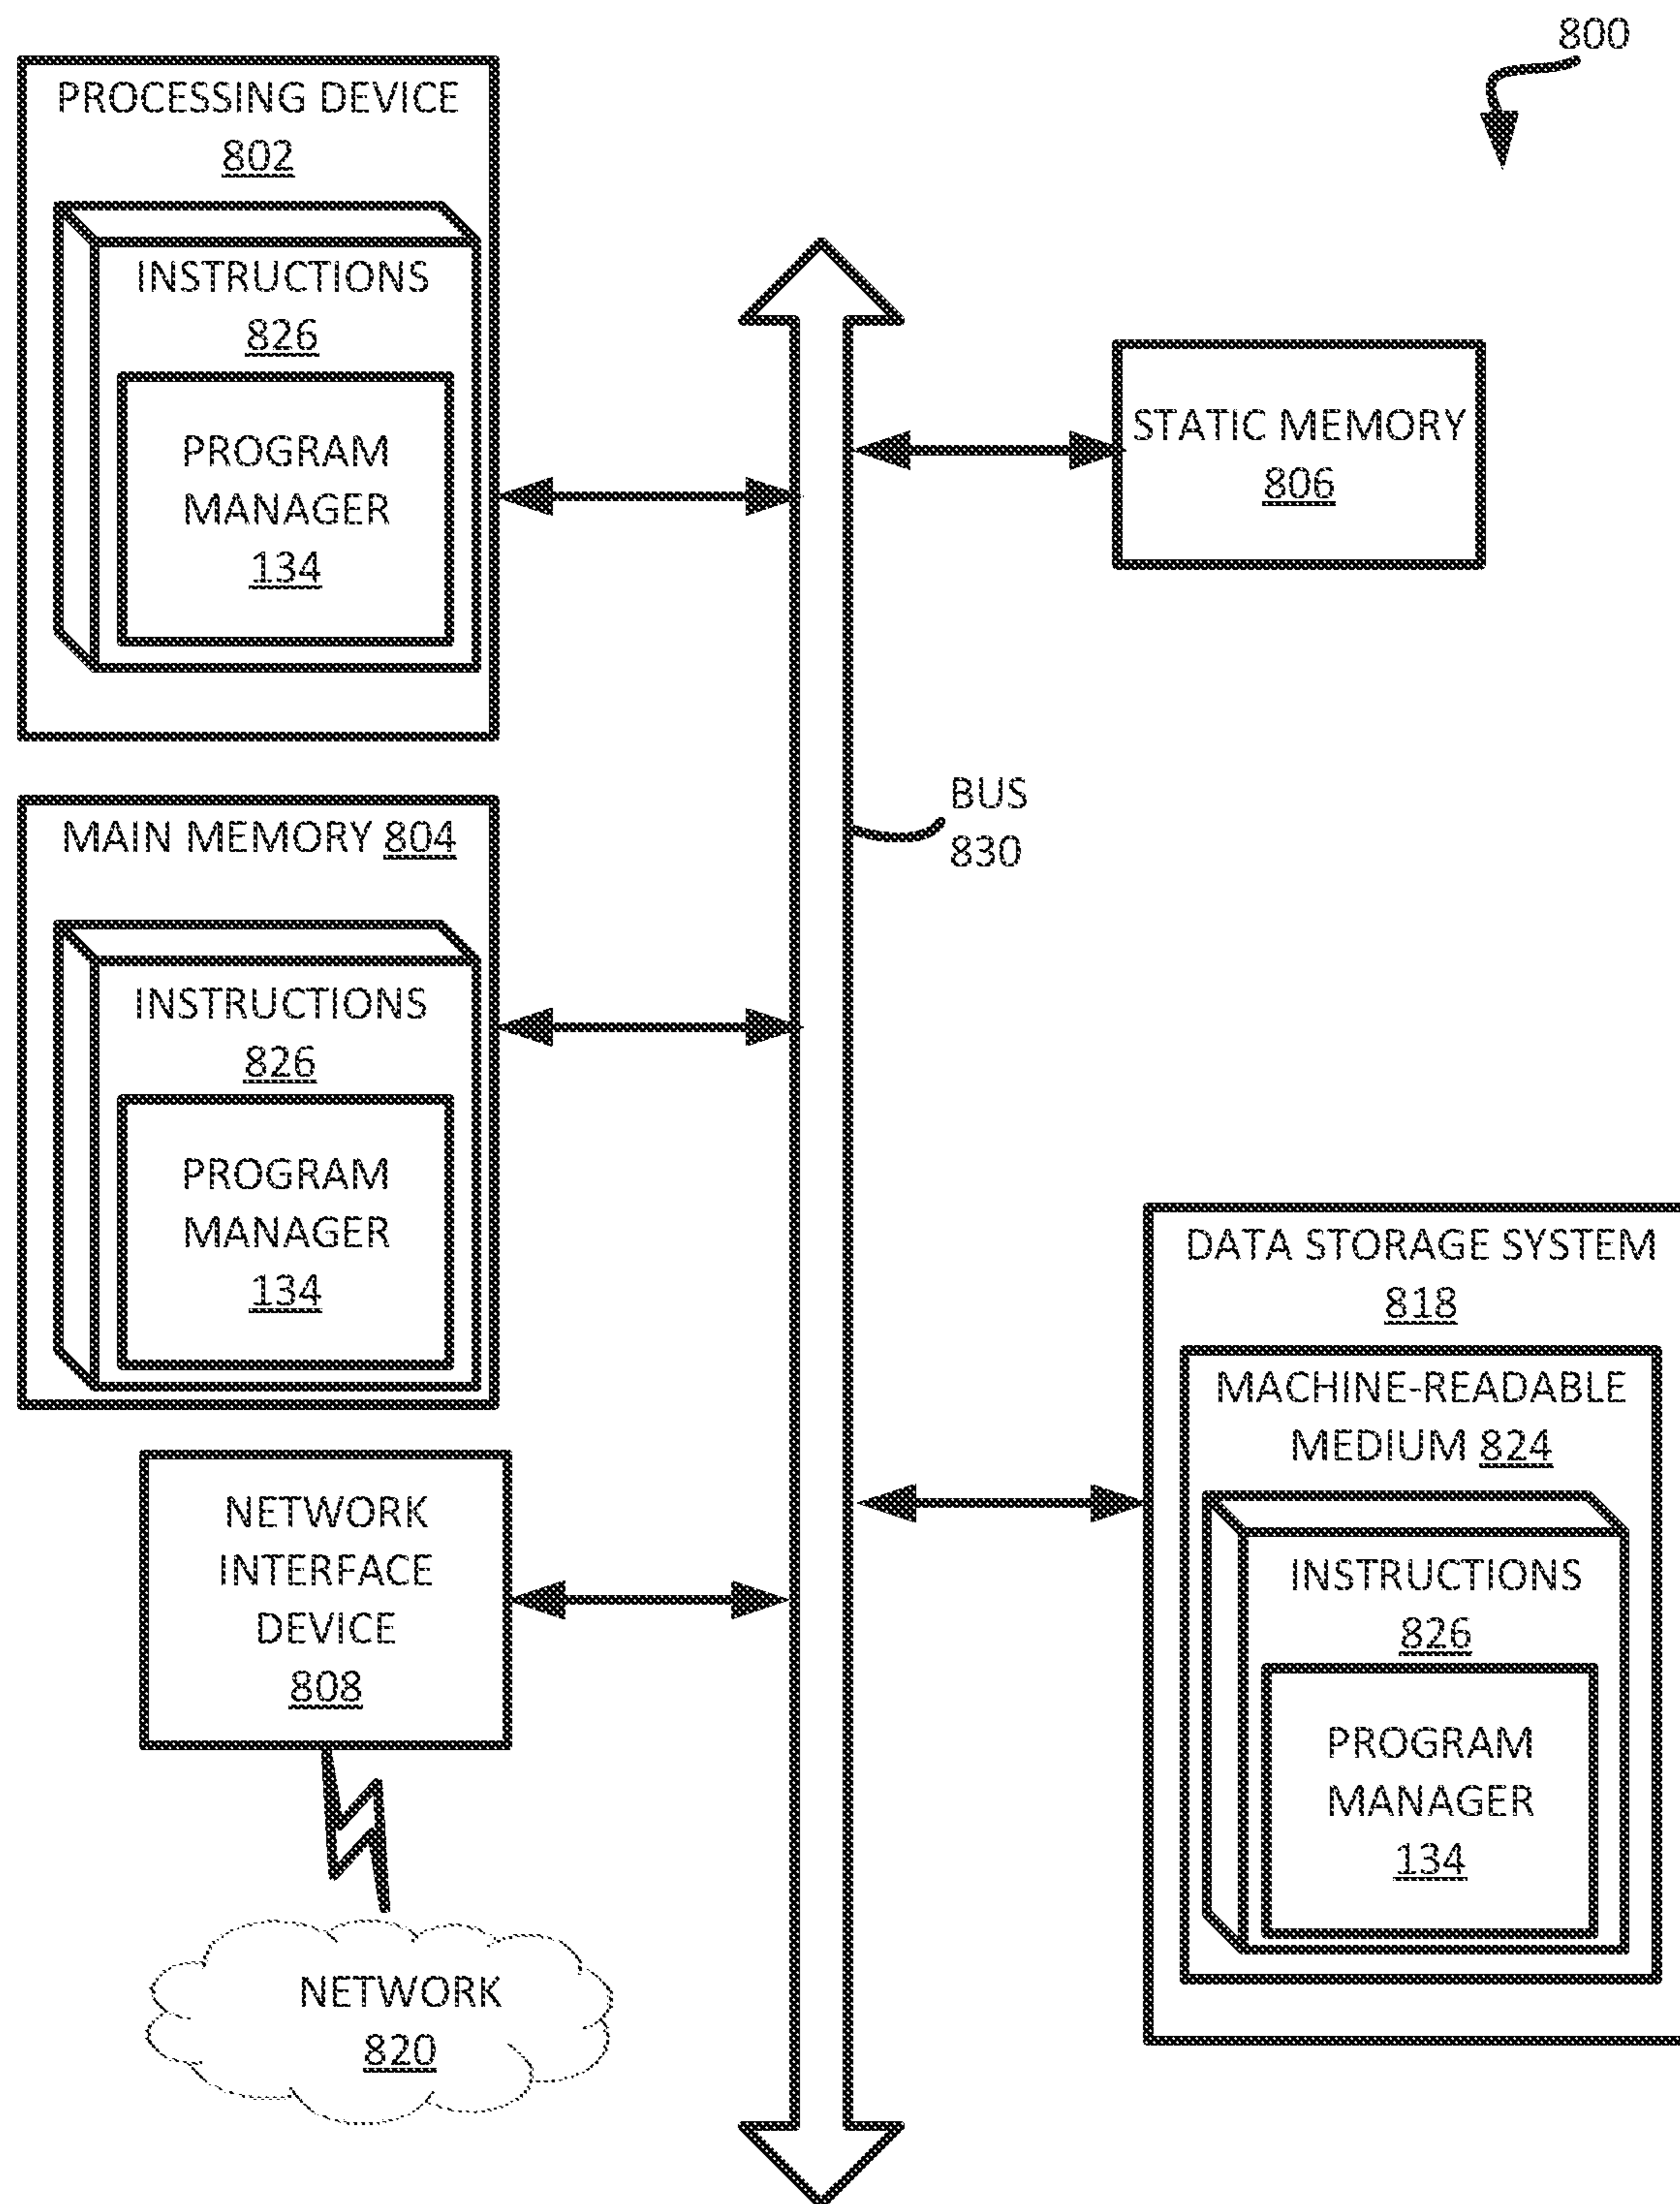 800
PROCESSING DEVICE
802
INSTRUCTIONS
826
PROGRAM
MANAGER
134
STATIC MEMORY
806
BUS
830
MAIN MEMORY 804
INSTRUCTIONS
826
PROGRAM
MANAGER
134
DATA STORAGE SYSTEM
818
MACHINE-READABLE
MEDIUM 824
INSTRUCTIONS
826
PROGRAM
MANAGER
134
NETWORK
INTERFACE
DEVICE
808
NETWORK
820